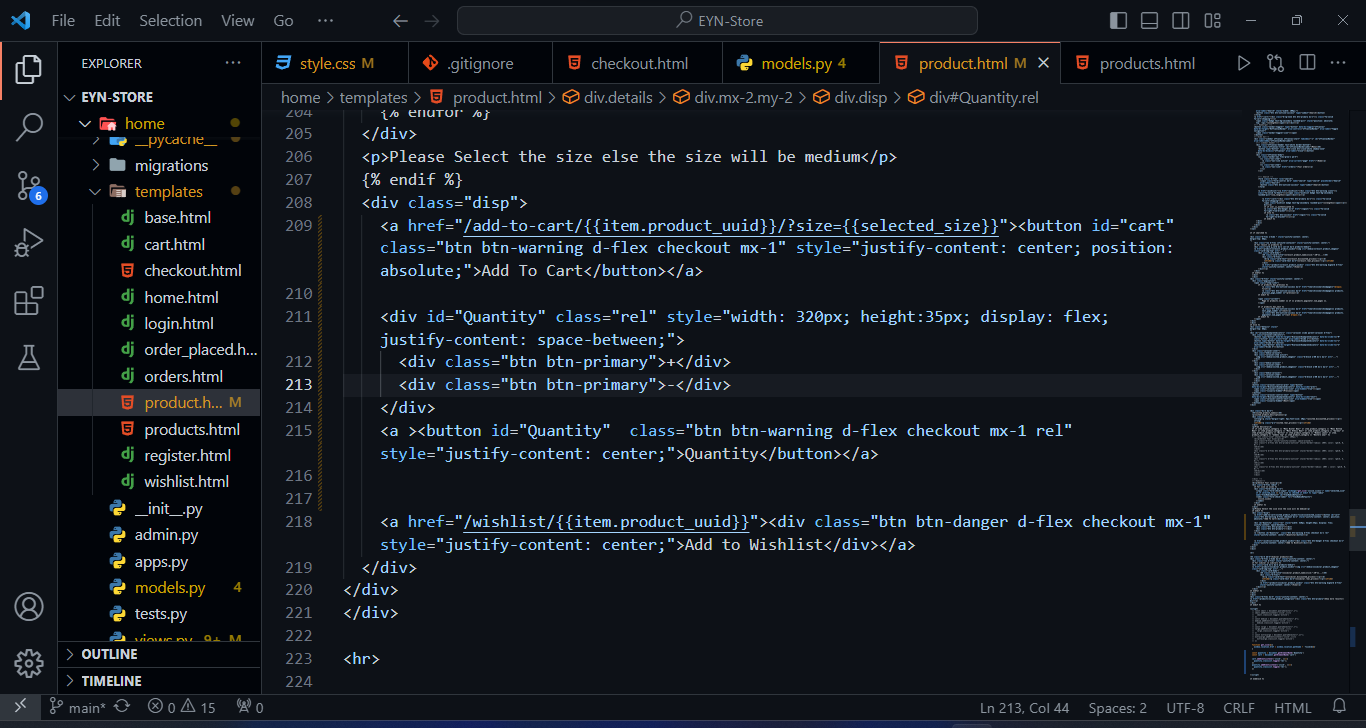 File Edit Selection View Go ··· EYN-Store
EXPLORER ···
style.css M .gitignore checkout.html models.py 4 product.html M products.html ···
home > templates > product.html > div.details > div.mx-2.my-2 > div.disp > div#Quantity.rel
EYN-STORE
home
__pycache__
migrations
templates
base.html
cart.html
checkout.html
home.html
login.html
order_placed.h...
orders.html
product.h... M
products.html
register.html
wishlist.html
__init__.py
admin.py
apps.py
models.py 4
tests.py
views.py 9+ M
OUTLINE
TIMELINE
6
204 {% endfor %}
205 </div>
206 <p>Please Select the size else the size will be medium</p>
207 {% endif %}
208 <div class="disp">
209 <a href="/add-to-cart/{{item.product_uuid}}/?size={{selected_size}}"><button id="cart"
class="btn btn-warning d-flex checkout mx-1" style="justify-content: center; position:
absolute;">Add To Cart</button></a>
210
211 <div id="Quantity" class="rel" style="width: 320px; height:35px; display: flex;
justify-content: space-between;">
212 <div class="btn btn-primary">+</div>
213 <div class="btn btn-primary">-</div>
214 </div>
215 <a ><button id="Quantity"  class="btn btn-warning d-flex checkout mx-1 rel"
style="justify-content: center;">Quantity</button></a>
216
217
218 <a href="/wishlist/{{item.product_uuid}}"><div class="btn btn-danger d-flex checkout mx-1"
style="justify-content: center;">Add to Wishlist</div></a>
219 </div>
220 </div>
221 </div>
222
223 <hr>
224
main* 0 15 0 Ln 213, Col 44 Spaces: 2 UTF-8 CRLF HTML